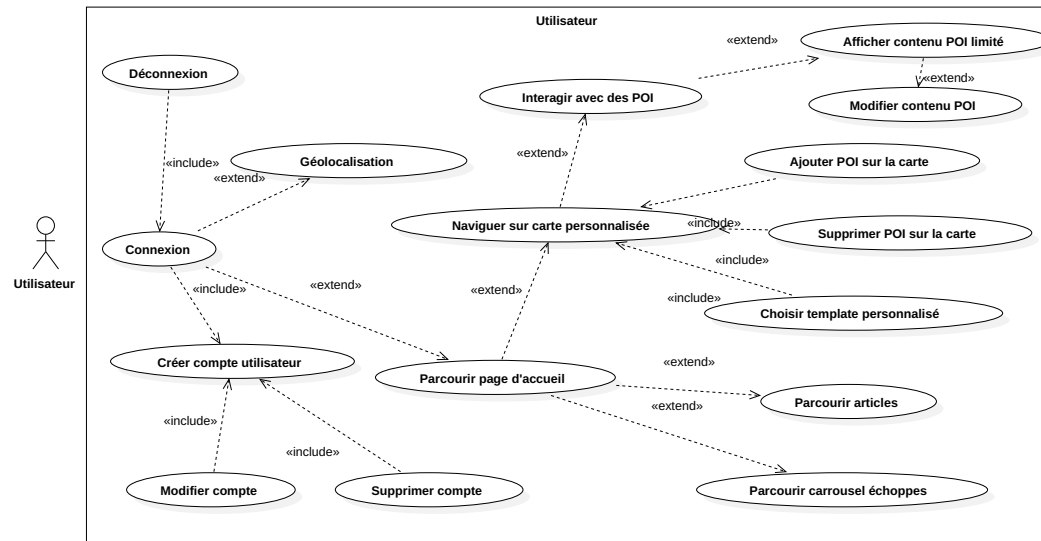 Utilisateur
«extend»
Afficher contenu POI limité
Déconnexion
«extend»
Interagir avec des POI
Modifier contenu POI
«include»
Géolocalisation
«extend»
Ajouter POI sur la carte
«extend»
Naviguer sur carte personnalisée
«include»
Supprimer POI sur la carte
Connexion
«include»
Utilisateur
«include»
«extend»
«extend»
«include»
Choisir template personnalisé
Créer compte utilisateur
«extend»
Parcourir page d'accueil
Parcourir articles
«extend»
«include»
«include»
Modifier compte
Supprimer compte
Parcourir carrousel échoppes